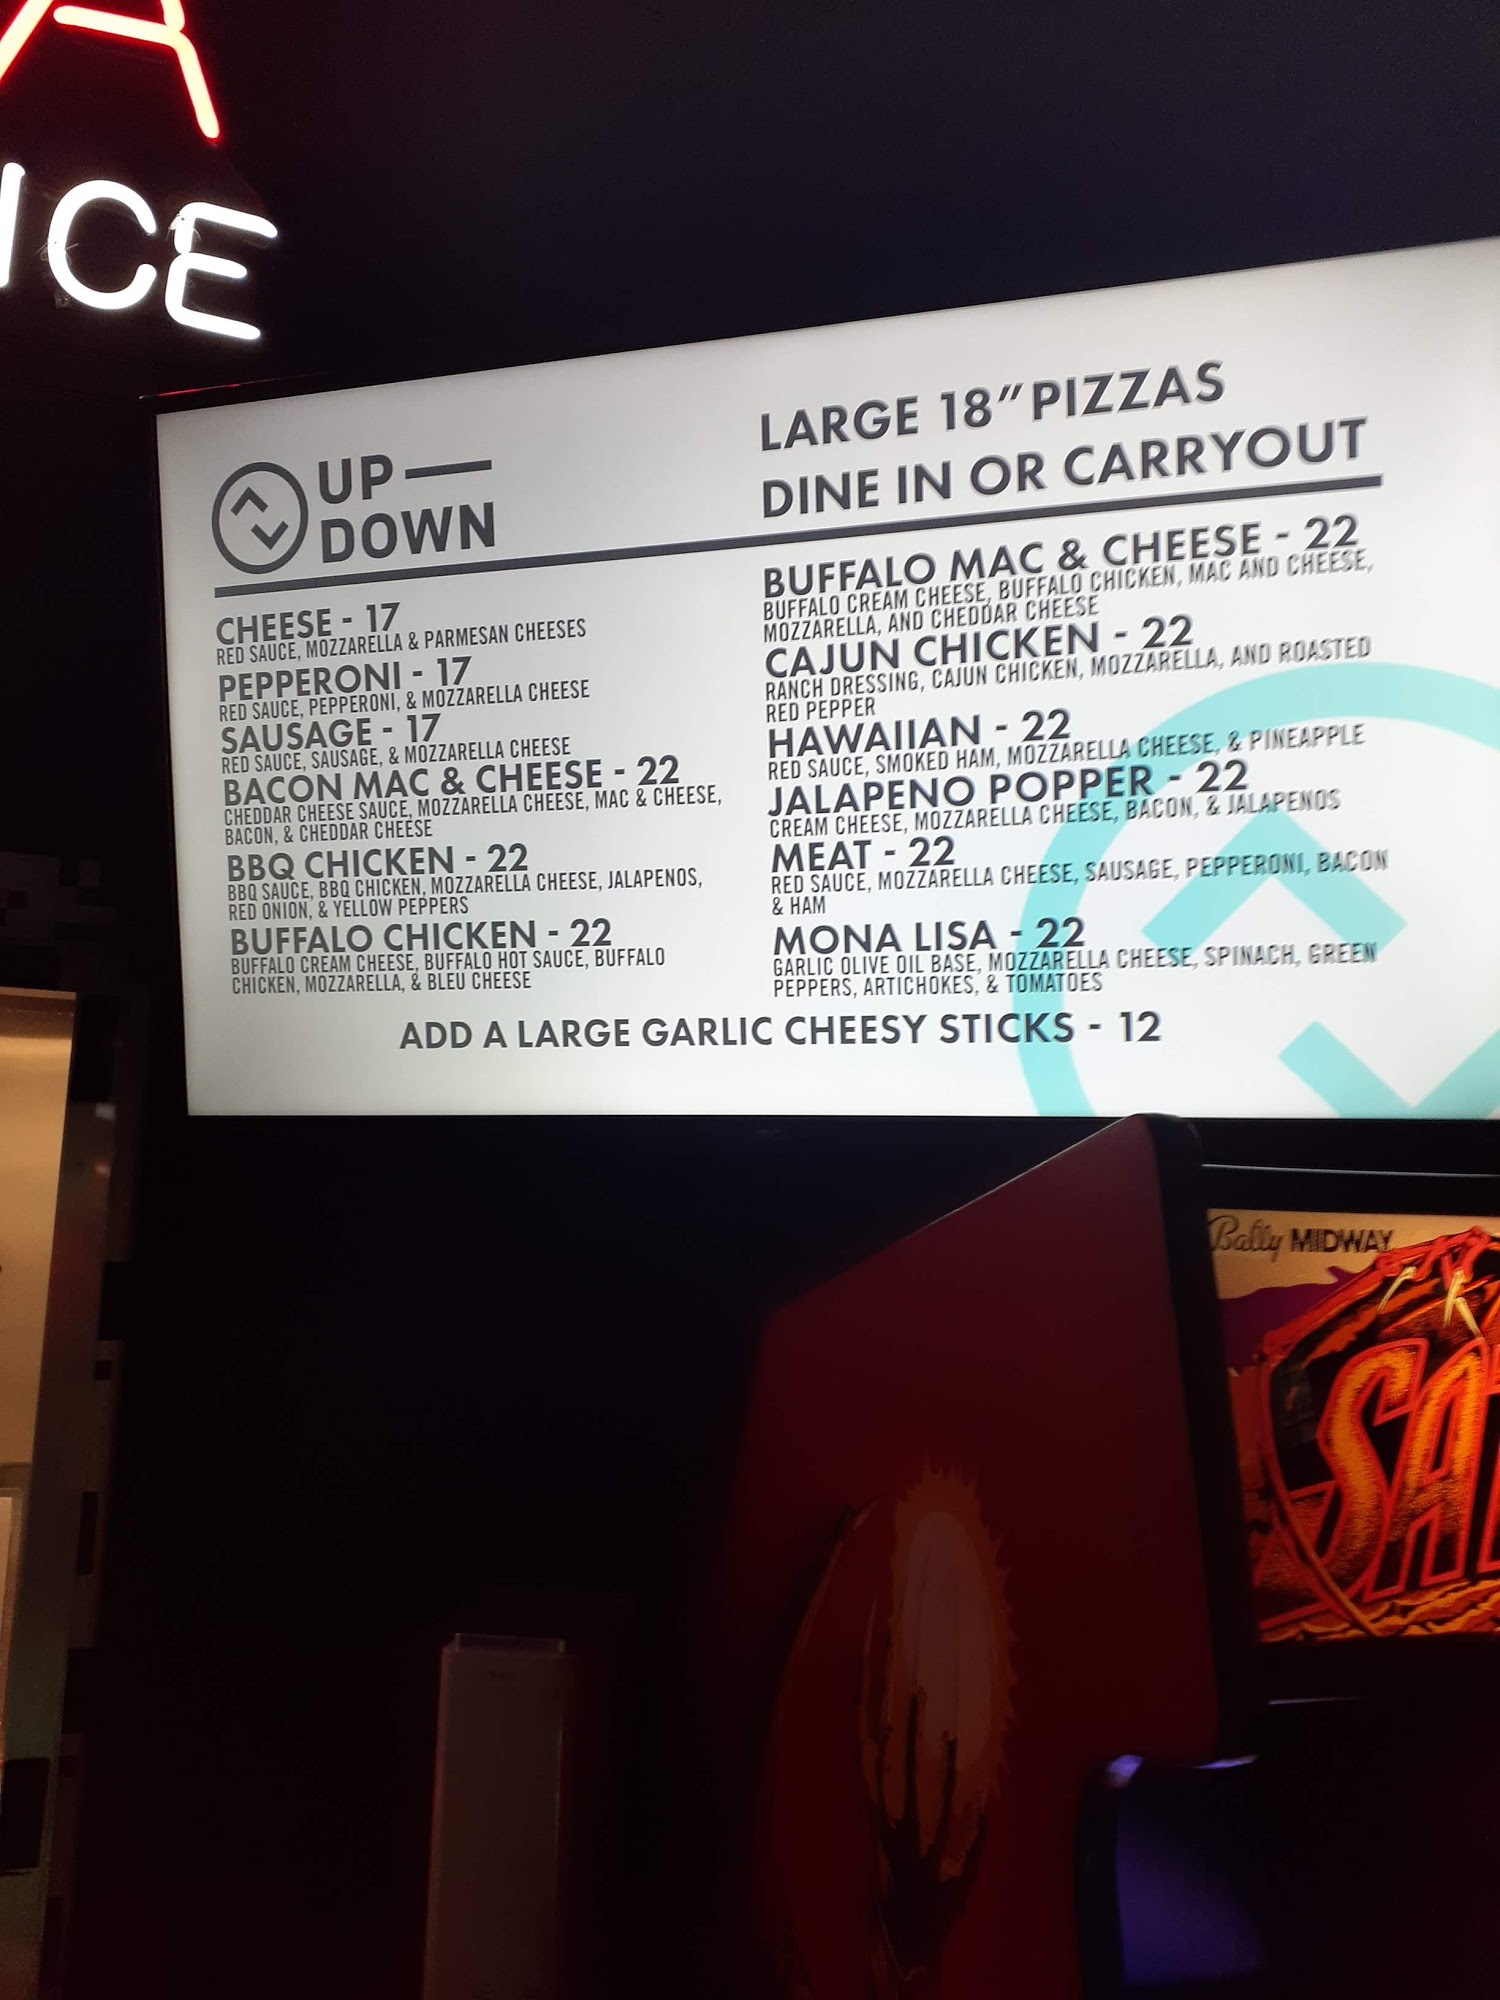 A
ICE
UP
DOWN
LARGE 18" PIZZAS
DINE IN OR CARRYOUT
CHEESE - 17
RED SAUCE, MOZZARELLA & PARMESAN CHEESES
PEPPERONI - 17
RED SAUCE, PEPPERONI, & MOZZARELLA CHEESE
SAUSAGE - 17
RED SAUCE, SAUSAGE, & MOZZARELLA CHEESE
BACON MAC & CHEESE - 22
CHEDDAR CHEESE SAUCE, MOZZARELLA CHEESE, MAC & CHEESE,
BACON, & CHEDDAR CHEESE
BBQ CHICKEN - 22
BBQ SAUCE, BBQ CHICKEN, MOZZARELLA CHEESE, JALAPENOS,
RED ONION, & YELLOW PEPPERS
BUFFALO CHICKEN - 22
BUFFALO CREAM CHEESE, BUFFALO HOT SAUCE, BUFFALO
CHICKEN, MOZZARELLA, & BLEU CHEESE
BUFFALO MAC & CHEESE - 22
BUFFALO CREAM CHEESE, BUFFALO CHICKEN, MAC AND CHEESE,
MOZZARELLA, AND CHEDDAR CHEESE
CAJUN CHICKEN - 22
RANCH DRESSING, CAJUN CHICKEN, MOZZARELLA, AND ROASTED
RED PEPPER
HAWAIIAN - 22
RED SAUCE, SMOKED HAM, MOZZARELLA CHEESE, & PINEAPPLE
JALAPENO POPPER - 22
CREAM CHEESE, MOZZARELLA CHEESE, BACON, & JALAPENOS
MEAT - 22
RED SAUCE, MOZZARELLA CHEESE, SAUSAGE, PEPPERONI, BACON
& HAM
MONA LISA - 22
GARLIC OLIVE OIL BASE, MOZZARELLA CHEESE, SPINACH, GREEN
PEPPERS, ARTICHOKES, & TOMATOES
ADD A LARGE GARLIC CHEESY STICKS - 12
Bally MIDWAY
SA